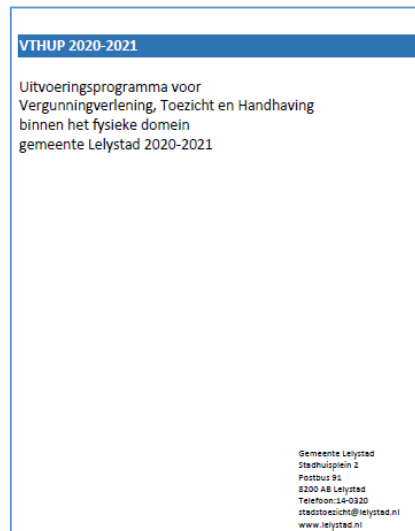 VTHUP 2020-2021
Uitvoeringsprogramma voor
Vergunningverlening, Toezicht en Handhaving
binnen het fysieke domein
gemeente Lelystad 2020-2021
Gemeente Lelystad
Stadhuisplein 2
Postbus 91
8200 AB Lelystad
Telefoon:14-0320
stadstoezicht@lelystad.nl
www.lelystad.nl